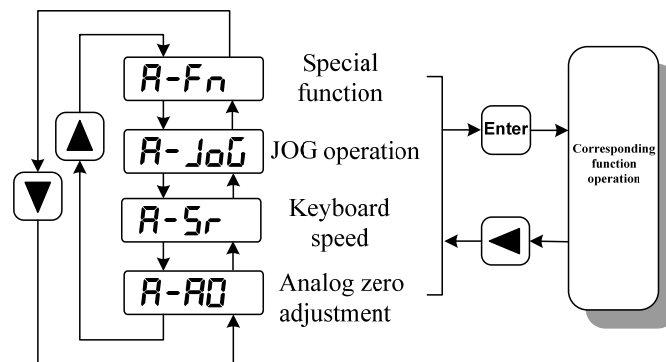 A-Fn
Special
function
A-JoG
JOG operation
A-Sr
Keyboard
speed
A-A0
Analog zero
adjustment
Enter
Corresponding
function
operation